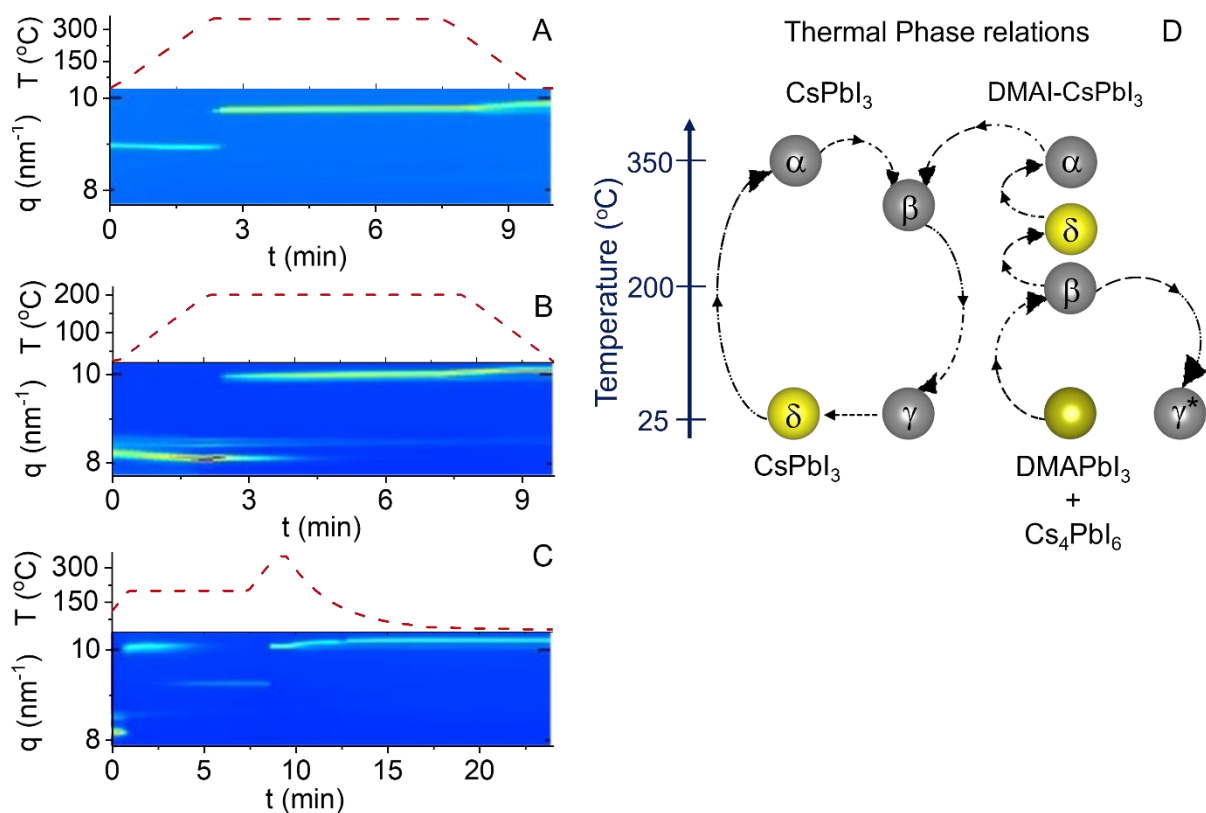 A
T (°C)
300
150
q (nm⁻¹)
10
8
0
3
6
9
t (min)
B
T (°C)
200
100
q (nm⁻¹)
10
8
0
3
6
9
t (min)
C
T (°C)
300
150
q (nm⁻¹)
10
8
0
5
10
15
20
t (min)
Thermal Phase relations
D
CsPbI₃
DMAI-CsPbI₃
Temperature (°C)
350
200
25
α
β
δ
γ
α
δ
β
γ*
CsPbI₃
DMAPbI₃
+
Cs₄PbI₆